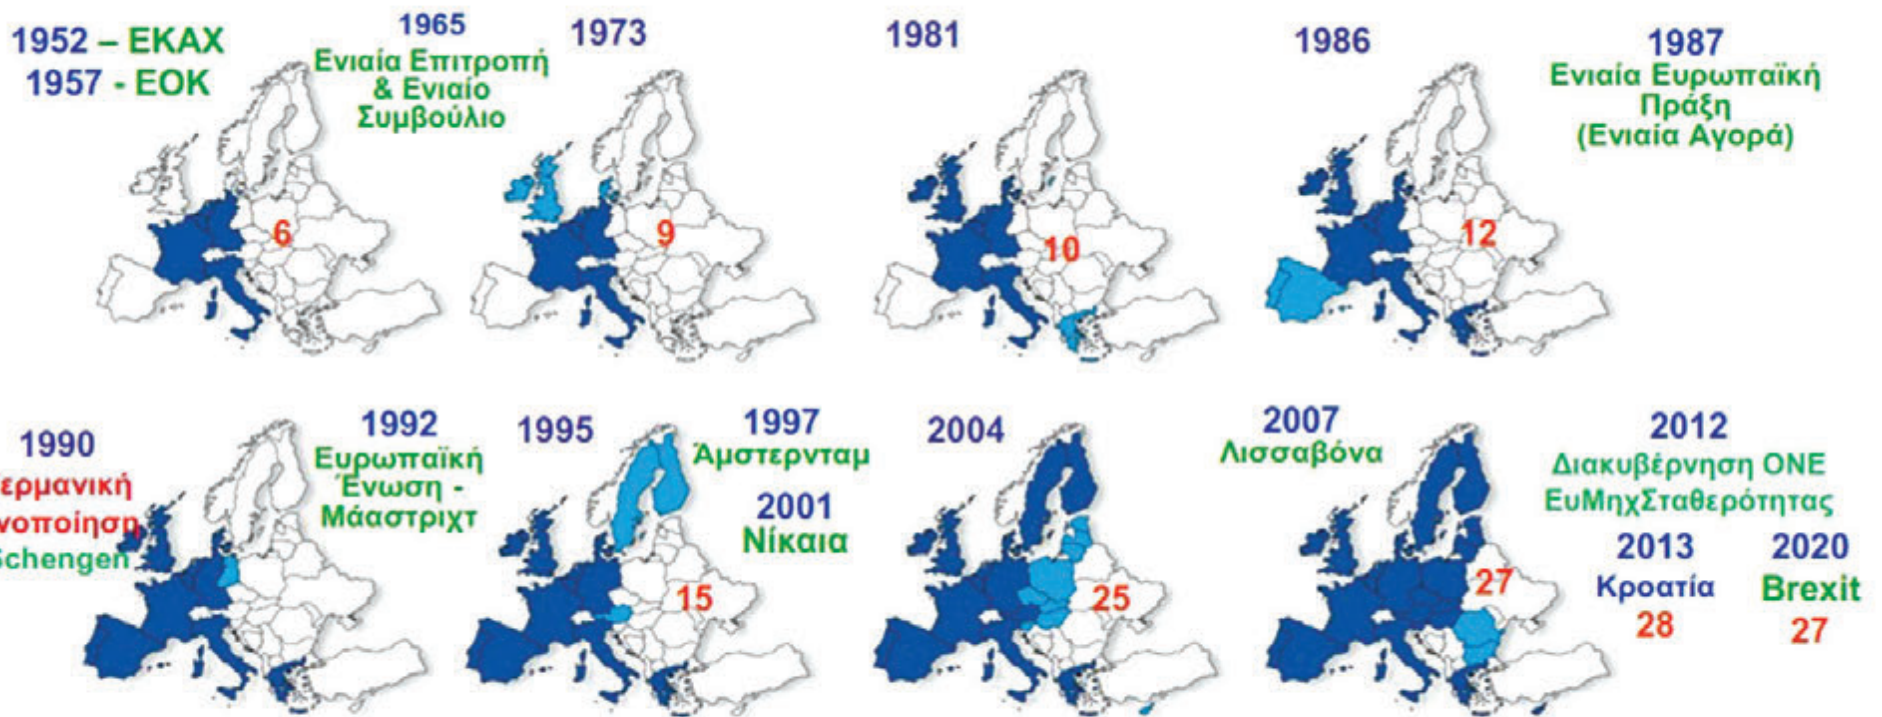 1952 – ΕΚΑΧ
1957 - ΕΟΚ
1965
Ενιαία Επιτροπή
& Ενιαίο
Συμβούλιο
6
1973
9
1981
10
1986
12
1987
Ενιαία Ευρωπαϊκή
Πράξη
(Ενιαία Αγορά)
1990
ερμανική
νοποίηση
Schengen
1992
Ευρωπαϊκή
Ένωση -
Μάαστριχτ
1995
15
1997
Άμστερνταμ
2001
Νίκαια
2004
25
2007
Λισσαβόνα
27
2012
Διακυβέρνηση ΟΝΕ
ΕυΜηχΣταθερότητας
2013
Κροατία
28
2020
Brexit
27